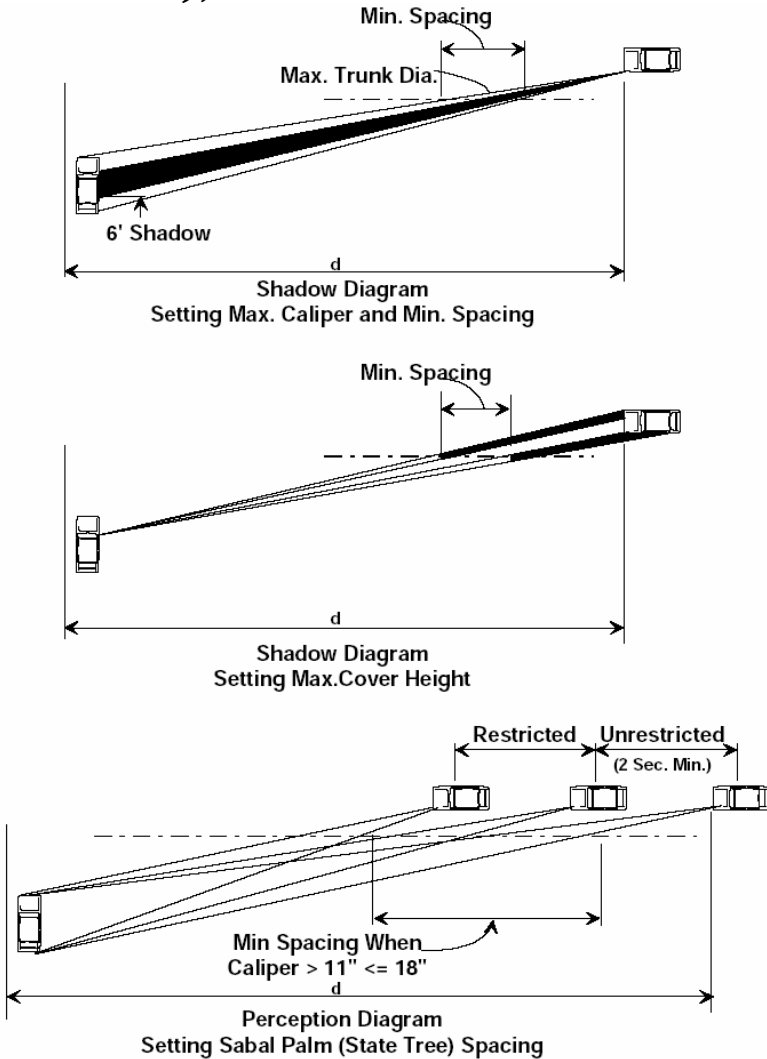 Min. Spacing
Max. Trunk Dia.
6' Shadow
d
Shadow Diagram
Setting Max. Caliper and Min. Spacing
Min. Spacing
d
Shadow Diagram
Setting Max.Cover Height
Restricted
Unrestricted
(2 Sec. Min.)
Min Spacing When
Caliper > 11" <= 18"
d
Perception Diagram
Setting Sabal Palm (State Tree) Spacing